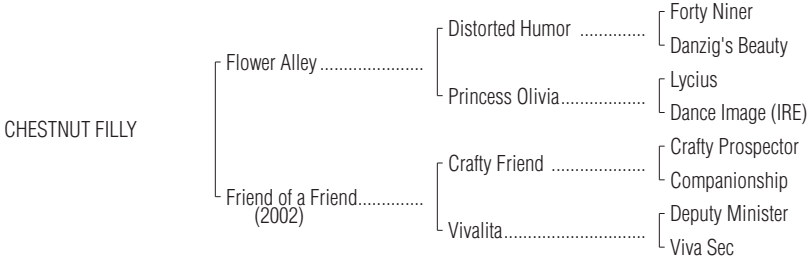 Forty Niner
Distorted Humor ..............
Danzig's Beauty
Flower Alley ......................
Lycius
Princess Olivia..................
Dance Image (IRE)
CHESTNUT FILLY
Crafty Prospector
Crafty Friend ....................
Companionship
Friend of a Friend..............
(2002)
Deputy Minister
Vivalita..............................
Viva Sec